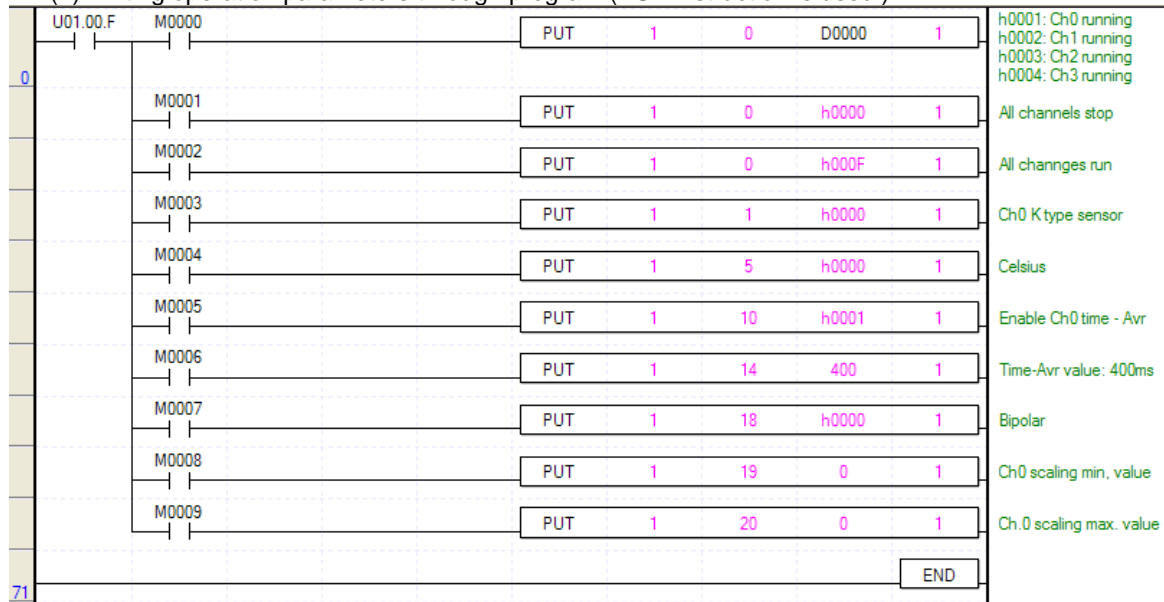 U01.00.F M0000 PUT 1 0 D0000 1 h0001: Ch0 running
h0002: Ch1 running
h0003: Ch2 running
0 h0004: Ch3 running
M0001 PUT 1 0 h0000 1 All channels stop
M0002 PUT 1 0 h000F 1 All channges run
M0003 PUT 1 1 h0000 1 Ch0 K type sensor
M0004 PUT 1 5 h0000 1 Celsius
M0005 PUT 1 10 h0001 1 Enable Ch0 time - Avr
M0006 PUT 1 14 400 1 Time-Avr value: 400ms
M0007 PUT 1 18 h0000 1 Bipolar
M0008 PUT 1 19 0 1 Ch0 scaling min, value
M0009 PUT 1 20 0 1 Ch.0 scaling max. value
71 END